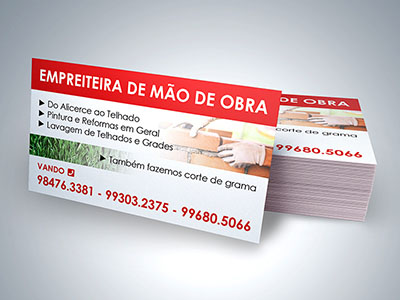 EMPREITEIRA DE MÃO DE OBRA
▶ Do Alicerce ao Telhado
▶ Pintura e Reformas em Geral
▶ Lavagem de Telhados e Grades
▶ Também fazemos corte de grama
VANDO
98476.3381 - 99303.2375 - 99680.5066
DE OBRA
corte de grama
99680.5066